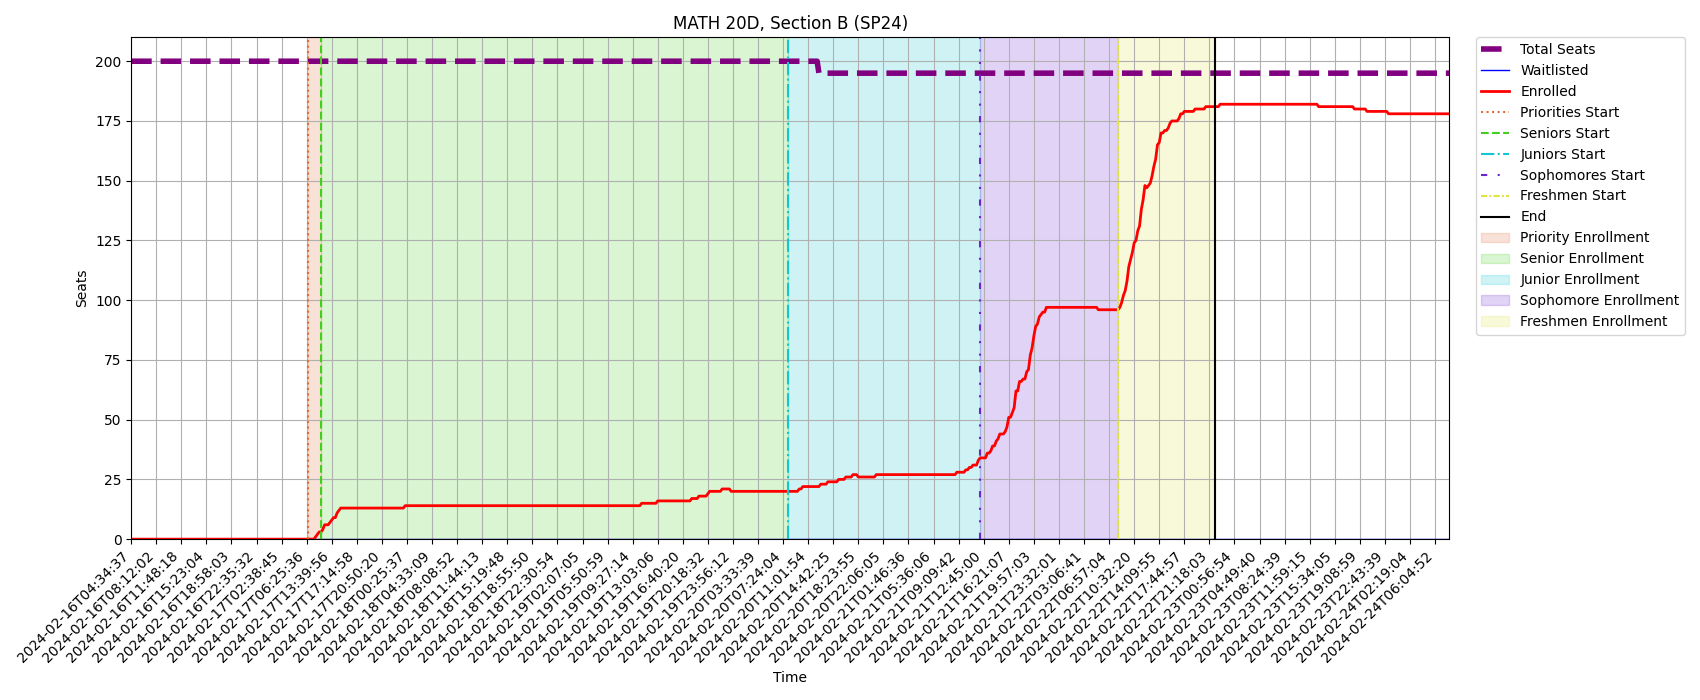 MATH 20D, Section B (SP24)
Seats
200
175
150
125
100
75
50
25
0
Total Seats
Waitlisted
Enrolled
Priorities Start
Seniors Start
Juniors Start
Sophomores Start
Freshmen Start
End
Priority Enrollment
Senior Enrollment
Junior Enrollment
Sophomore Enrollment
Freshmen Enrollment
2024-02-16T04:34:37
2024-02-16T08:12:02
2024-02-16T11:48:18
2024-02-16T15:23:04
2024-02-16T18:58:03
2024-02-16T22:35:32
2024-02-17T02:38:45
2024-02-17T06:25:36
2024-02-17T13:39:56
2024-02-17T17:14:58
2024-02-17T20:50:20
2024-02-18T00:25:37
2024-02-18T04:33:09
2024-02-18T08:08:52
2024-02-18T11:44:13
2024-02-18T15:19:48
2024-02-18T18:55:50
2024-02-18T22:30:54
2024-02-19T02:07:05
2024-02-19T05:50:59
2024-02-19T09:27:14
2024-02-19T13:03:06
2024-02-19T16:40:20
2024-02-19T20:18:32
2024-02-19T23:56:12
2024-02-20T03:33:39
2024-02-20T07:24:04
2024-02-20T11:01:54
2024-02-20T14:42:25
2024-02-20T18:23:55
2024-02-20T22:06:05
2024-02-21T01:46:36
2024-02-21T05:36:06
2024-02-21T09:09:42
2024-02-21T12:45:00
2024-02-21T16:21:07
2024-02-21T19:57:03
2024-02-21T23:32:01
2024-02-22T03:06:41
2024-02-22T06:57:04
2024-02-22T10:32:20
2024-02-22T14:09:55
2024-02-22T17:44:57
2024-02-22T21:18:03
2024-02-23T00:56:54
2024-02-23T04:49:40
2024-02-23T08:24:39
2024-02-23T11:59:15
2024-02-23T15:34:05
2024-02-23T19:08:59
2024-02-23T22:43:39
2024-02-24T02:19:04
2024-02-24T06:04:52
Time